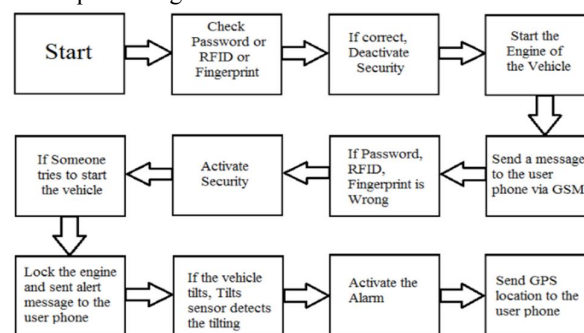 Start
Check
Password or
RFID or
Fingerprint
If correct,
Deactivate
Security
Start the
Engine of
the Vehicle
If Someone
tries to start
the vehicle
Activate
Security
If Password,
RFID,
Fingerprint is
Wrong
Send a message
to the user
phone via GSM
Lock the engine
and sent alert
message to the
user phone
If the vehicle
tilts, Tilts
sensor detects
the tilting
Activate the
Alarm
Send GPS
location to the
user phone